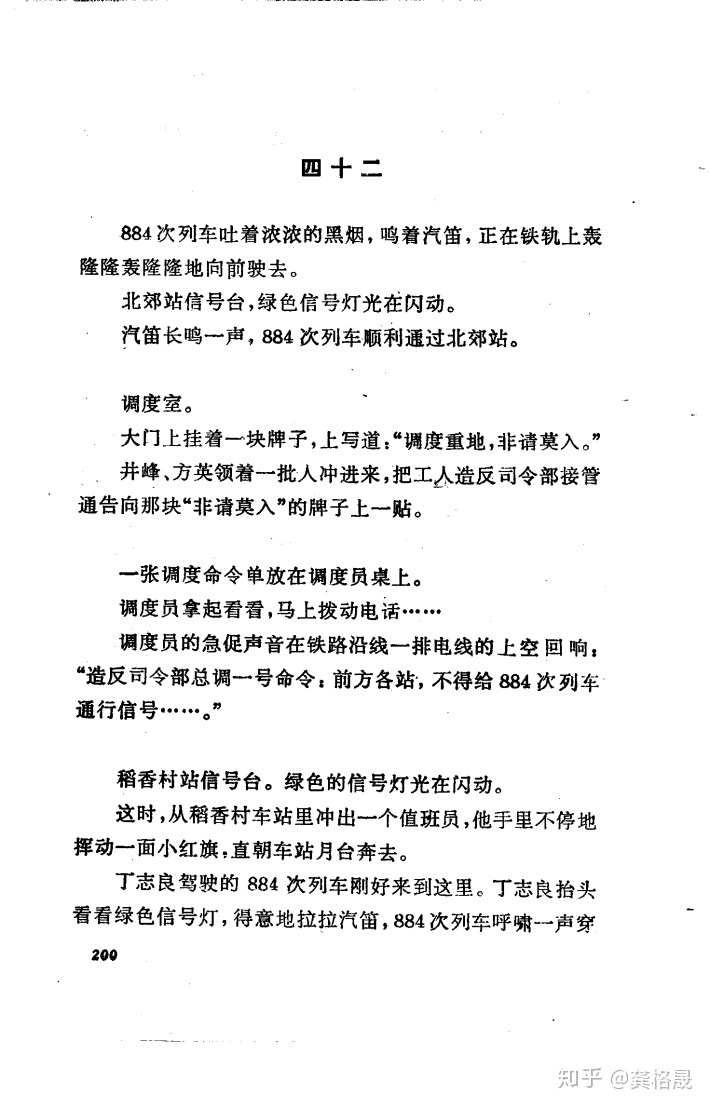 四十二
884次列车吐着浓浓的黑烟，鸣着汽笛，正在铁轨上轰
隆隆轰隆隆地向前驶去。
北郊站信号台，绿色信号灯光在闪动。
汽笛长鸣一声，884次列车顺利通过北郊站。
调度室。
大门上挂着一块牌子，上写道：“调度重地，非请莫入。”
井峰、方英领着一批人冲进来，把工人造反司令部接管
通告向那块“非请莫入”的牌子上一贴。
一张调度命令单放在调度员桌上。
调度员拿起看看，马上拨动电话……
调度员的急促声音在铁路沿线一排电线的上空回响：
“造反司令部总调一号命令：前方各站，不得给884次列车
通行信号……。”
稻香村站信号台。绿色的信号灯光在闪动。
这时，从稻香村车站里冲出一个值班员，他手里不停地
挥动一面小红旗，直朝车站月台奔去。
丁志良驾驶的884次列车刚好来到这里。丁志良抬头
看看绿色信号灯，得意地拉拉汽笛，884次列车呼啸一声穿
200
知乎 @龚格晟